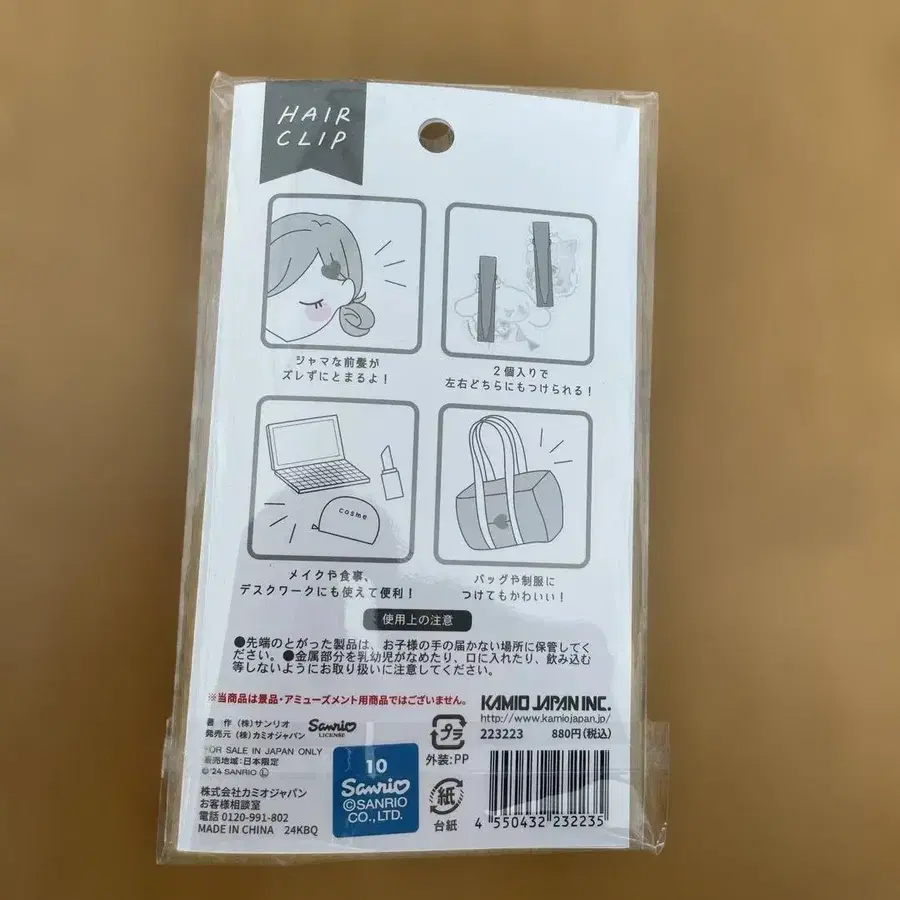 HAIR
CLIP
ジャマな前髪が
ズレずにとまるよ！
2個入りで
左右どちらにもつけられる！
cosme
メイクや食事、
デスクワークにも使えて便利！
バッグや制服に
つけてもかわいい！
使用上の注意
●先端のとがった製品は、お子様の手の届かない場所に保管してく
ださい。●金属部分を乳幼児がなめたり、口に入れたり、飲み込む
等しないようにお取り扱いに注意してください。
※当商品は景品・アミューズメント用商品ではございません。
著 作 (株)サンリオ
発売元 (株)カミオジャパン
Sanrio
LICENSE
FOR SALE IN JAPAN ONLY
販売地域:日本限定
©'24 SANRIO Ⓛ
株式会社カミオジャパン
お客様相談室
電話 0120-991-802
MADE IN CHINA 24KBQ
10
Sanrio
©SANRIO
CO.,LTD.
プラ
外装:PP
紙
台紙
KAMIO JAPAN INC.
http://www.kamiojapan.jp/
223223 880円(税込)
4 550432 232235